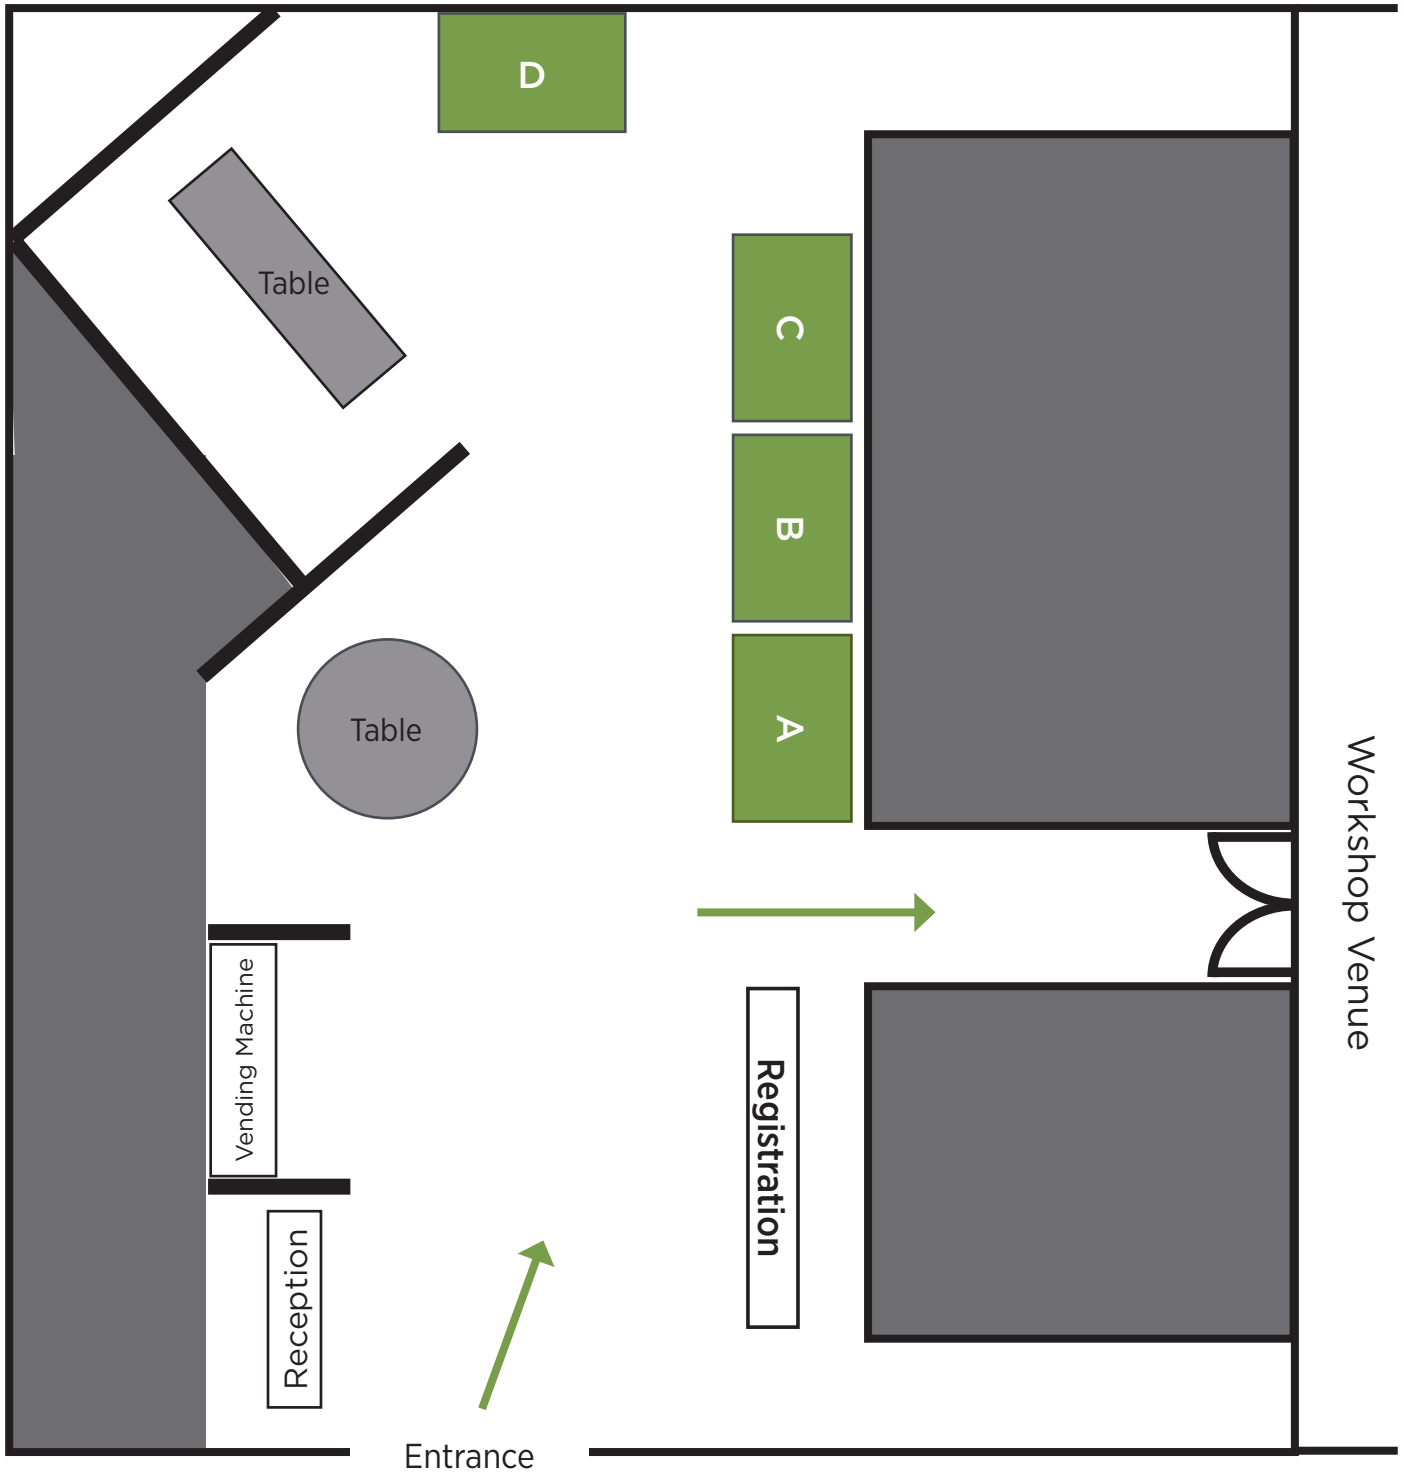 D
Table
C
B
A
Table
Workshop Venue
Vending Machine
Registration
Reception
Entrance